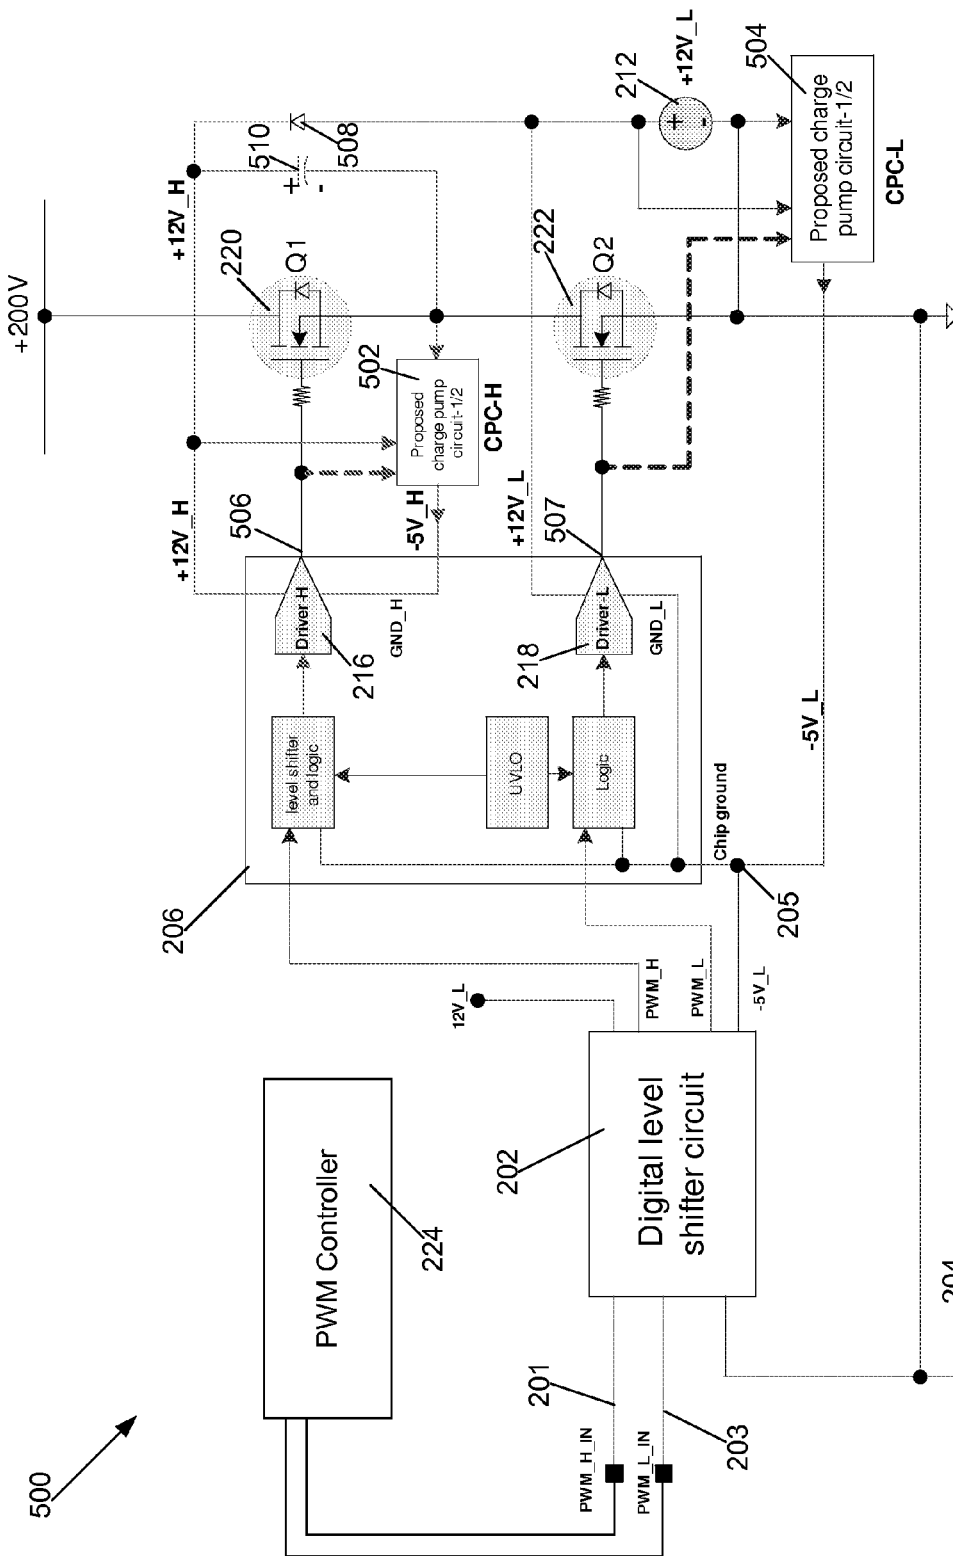 500
PWM Controller
224
PWM_H_IN
PWM_L_IN
201
203
Digital level
shifter circuit
202
12V_L
PWM_H
PWM_L
-5V_L
206
205
Chip ground
level shifter
and logic
UVLO
Logic
Driver-H
216
GND_H
Driver-L
218
GND_L
-5V_L
506
507
+12V_H
-5V_H
+12V_L
Proposed
charge pump
circuit-1/2
502
CPC-H
+200V
220
Q1
222
Q2
+12V_H
510
+
-
508
212
+
-
+12V_L
504
Proposed charge
pump circuit-1/2
CPC-L